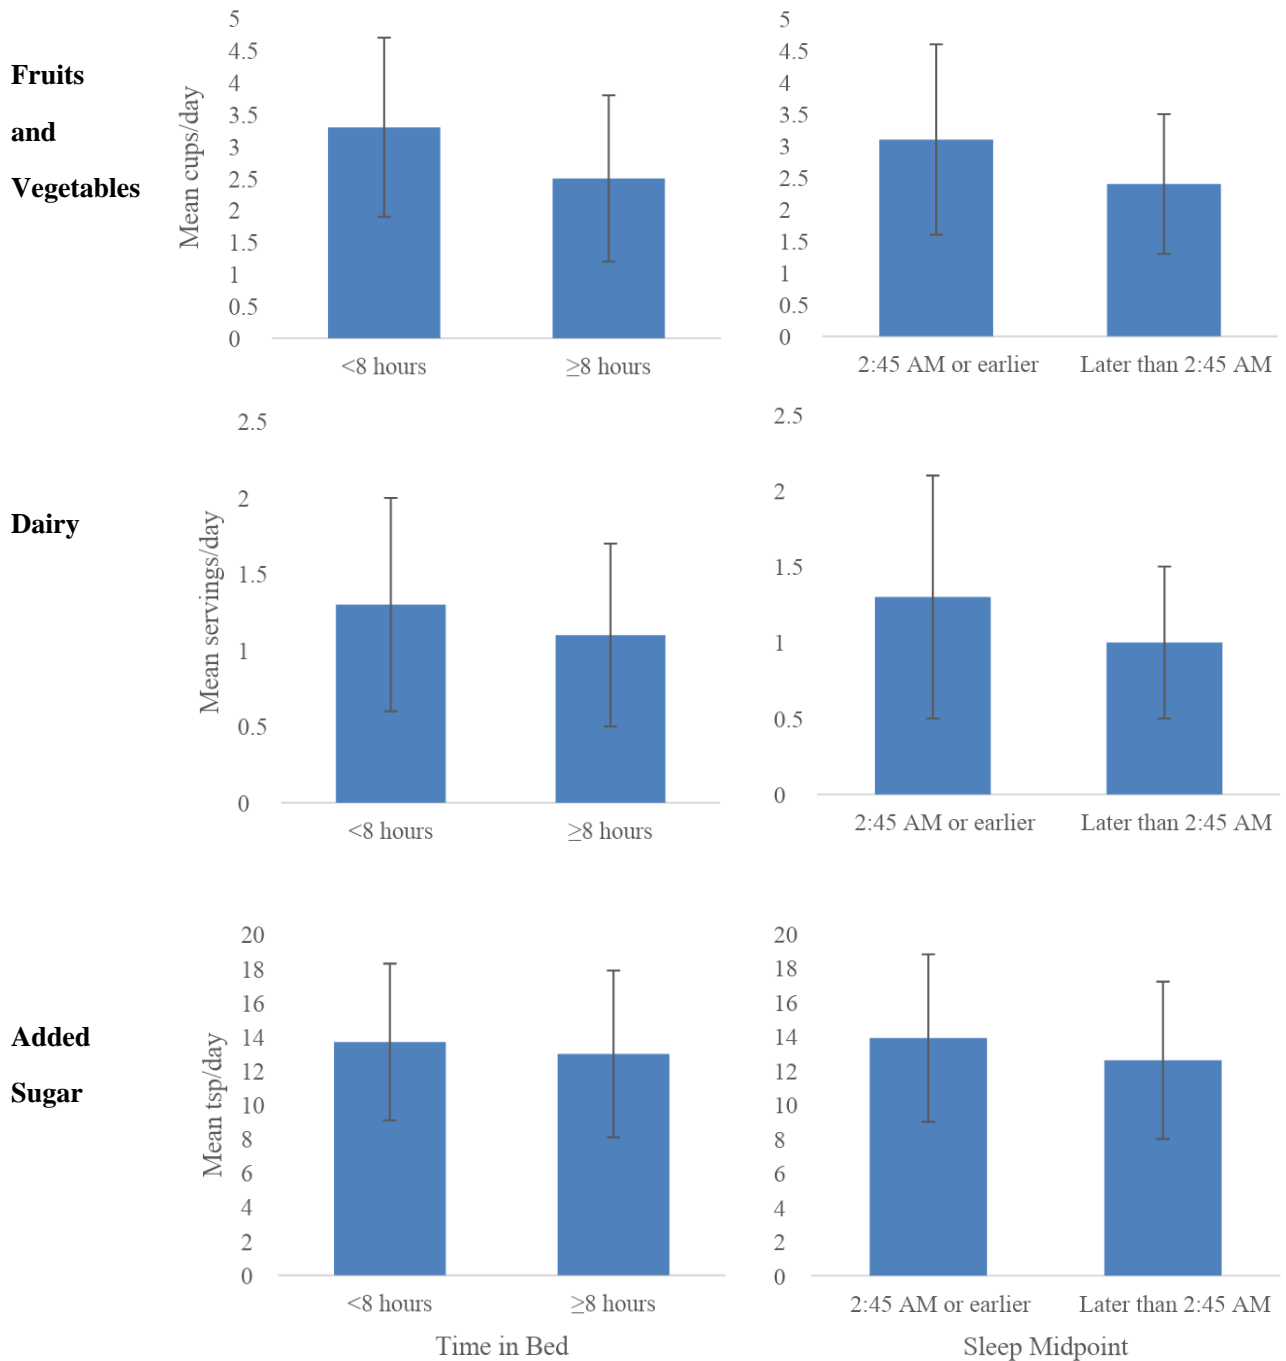 Fruits
and
Vegetables
Mean cups/day
5
4.5
4
3.5
3
2.5
2
1.5
1
0.5
0
<8 hours
≥8 hours
5
4.5
4
3.5
3
2.5
2
1.5
1
0.5
0
2:45 AM or earlier
Later than 2:45 AM
Dairy
Mean servings/day
2.5
2
1.5
1
0.5
0
<8 hours
≥8 hours
2.5
2
1.5
1
0.5
0
2:45 AM or earlier
Later than 2:45 AM
Added
Sugar
Mean tsp/day
20
18
16
14
12
10
8
6
4
2
0
<8 hours
≥8 hours
Time in Bed
20
18
16
14
12
10
8
6
4
2
0
2:45 AM or earlier
Later than 2:45 AM
Sleep Midpoint